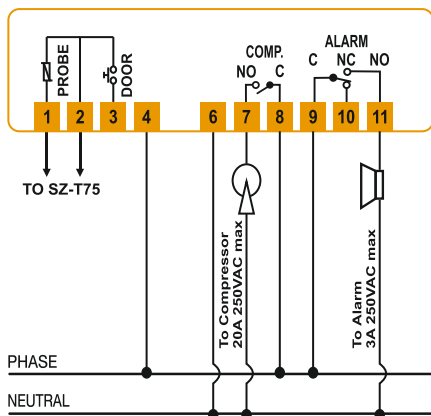 PROBE
DOOR
COMP.
NO C
ALARM
C NC NO
1 2 3 4 6 7 8 9 10 11
TO SZ-T75
To Compressor
20A 250VAC max
To Alarm
3A 250VAC max
PHASE
NEUTRAL